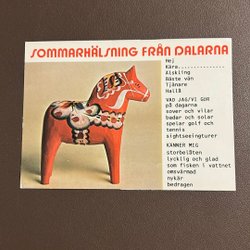 SOMMARHÄLSNING FRÅN DALARNA
Hej
Kära...............
Älskling
Bäste vän
Tjänare
Hallå
VAD JAG/VI GÖR
på dagarna
sover och vilar
badar och solar
spelar golf och
tennis
sightseeingturer
KÄNNER MIG
storbelåten
lycklig och glad
som fisken i vattnet
omsvärmad
nykär
bedragen